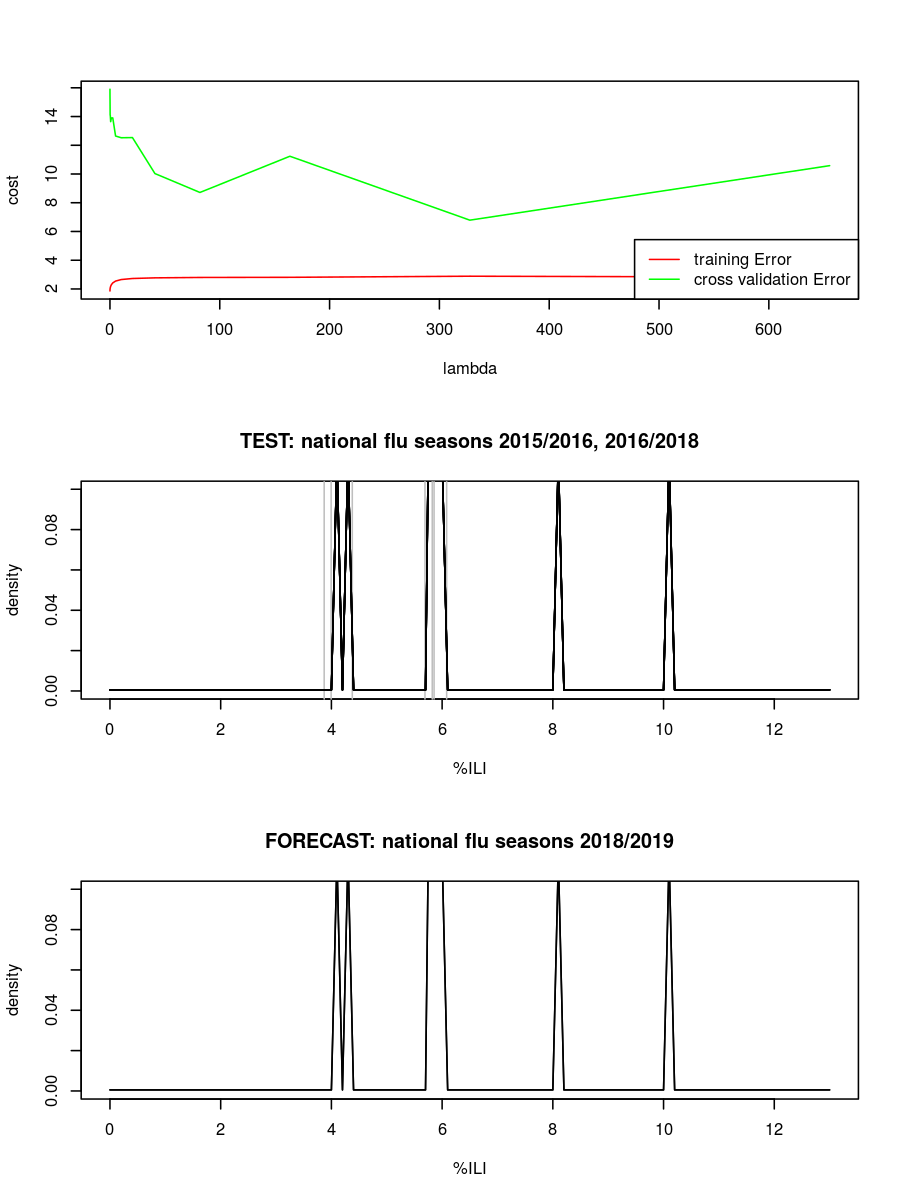 14
10
8
6
4
2
cost
training Error
cross validation Error
0 100 200 300 400 500 600
lambda
TEST: national flu seasons 2015/2016, 2016/2018
0.08
0.04
0.00
density
0 2 4 6 8 10 12
%ILI
FORECAST: national flu seasons 2018/2019
0.08
0.04
0.00
density
0 2 4 6 8 10 12
%ILI